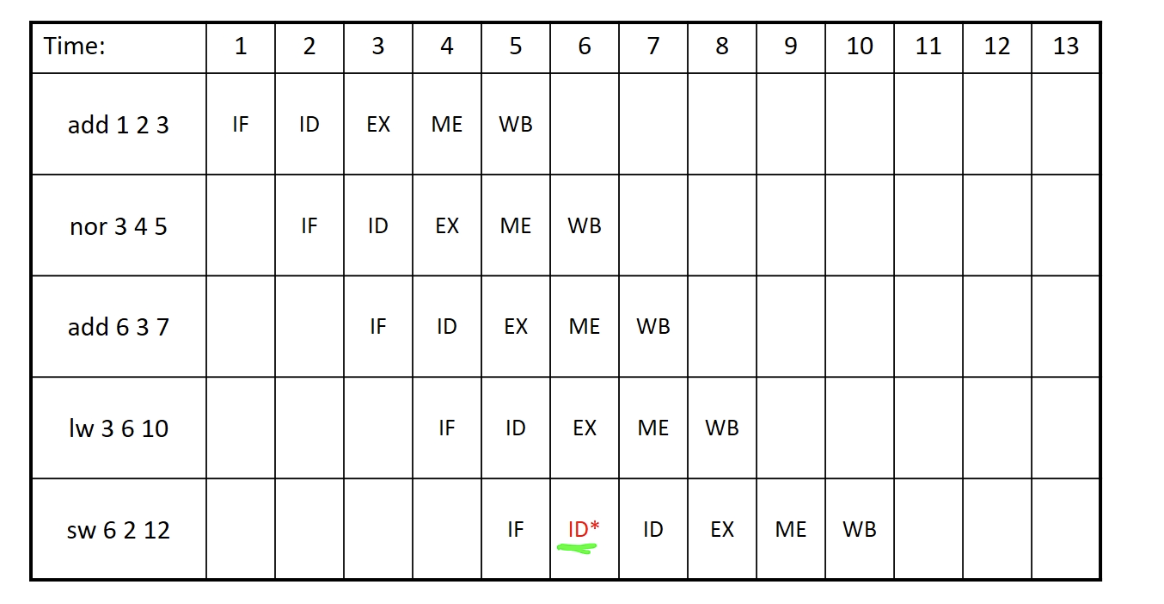 Time: 1 2 3 4 5 6 7 8 9 10 11 12 13
add 1 2 3 IF ID EX ME WB
nor 3 4 5 IF ID EX ME WB
add 6 3 7 IF ID EX ME WB
lw 3 6 10 IF ID EX ME WB
sw 6 2 12 IF ID* ID EX ME WB